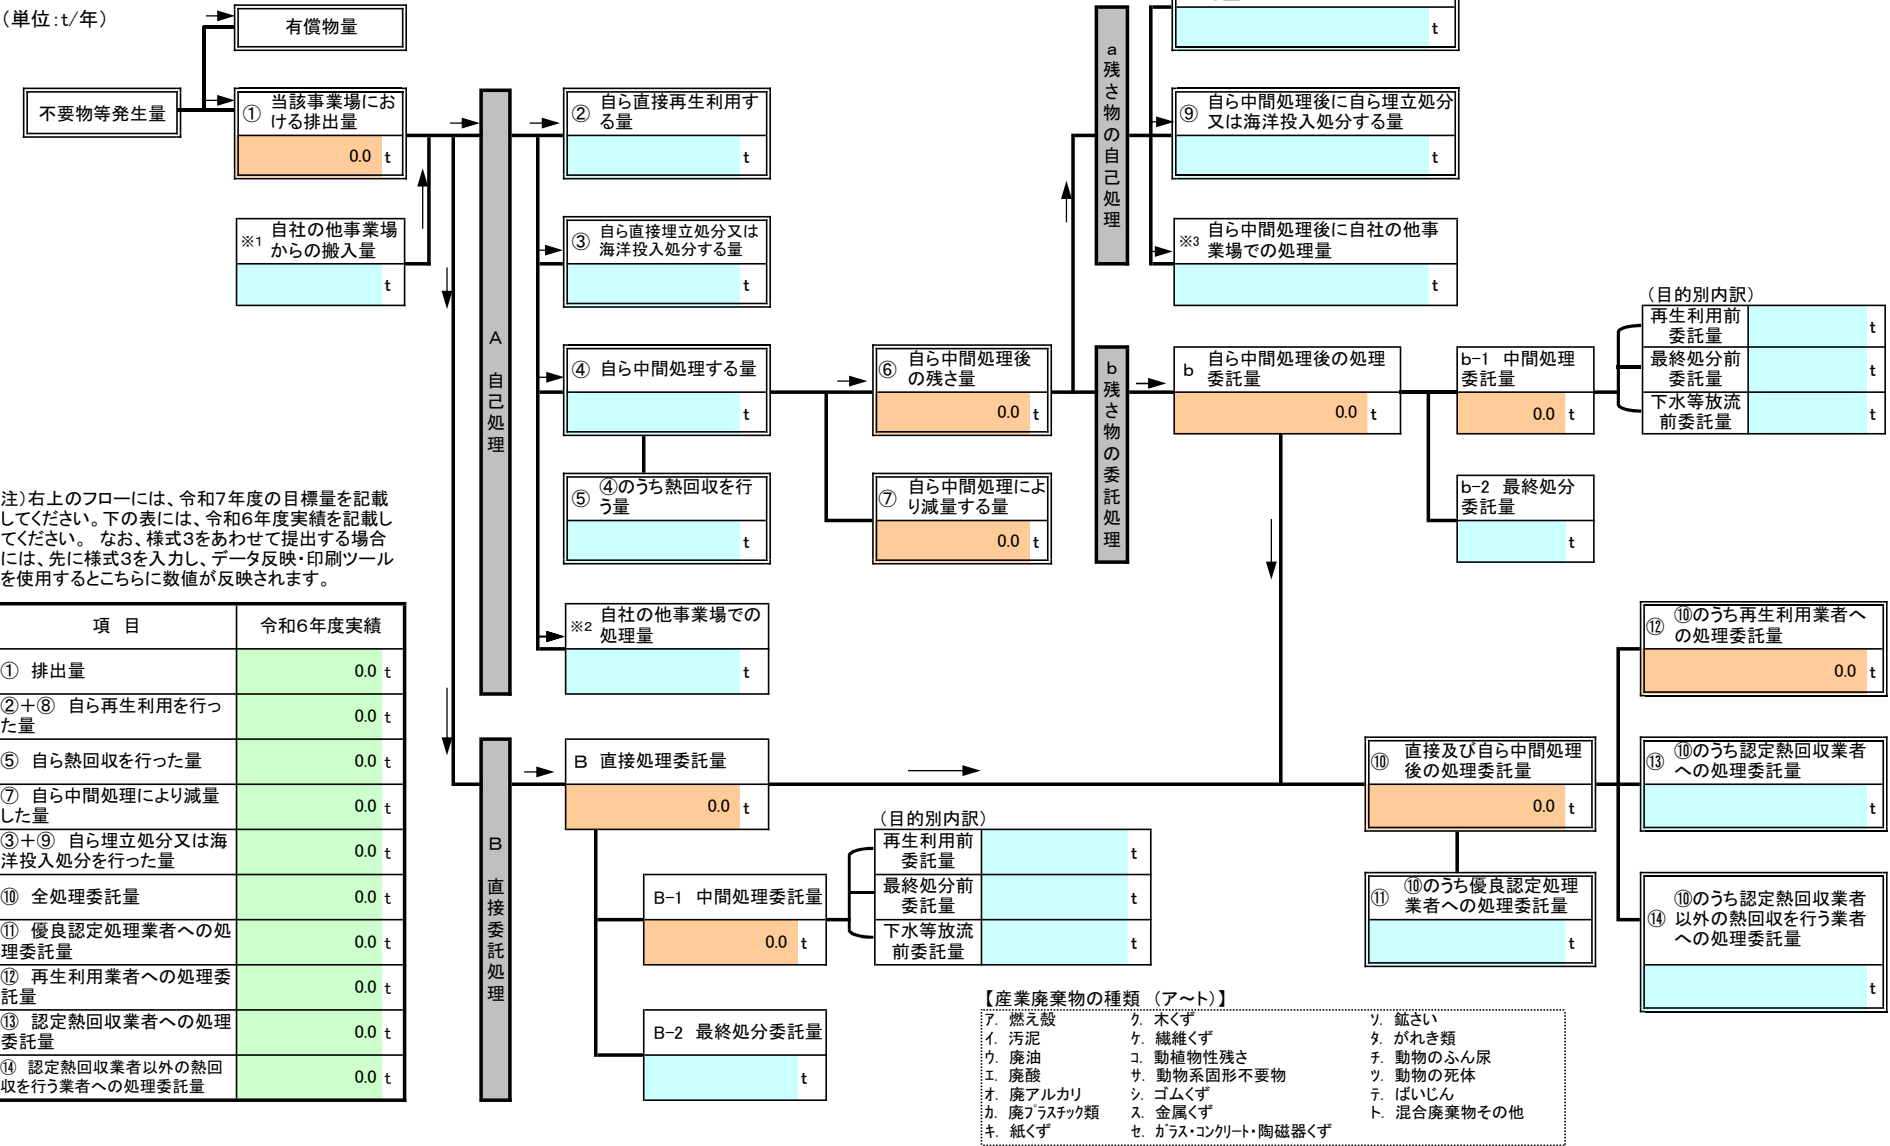 （単位：t/年）
有償物量
不要物等発生量
① 当該事業場にお
ける排出量
0.0 t
※1 自社の他事業場
からの搬入量
t
A 自己処理
② 自ら直接再生利用す
る量
t
③ 自ら直接埋立処分又は
海洋投入処分する量
t
④ 自ら中間処理する量
t
⑤ ④のうち熱回収を行
う量
t
※2 自社の他事業場での
処理量
t
⑥ 自ら中間処理後
の残さ量
0.0 t
⑦ 自ら中間処理によ
り減量する量
0.0 t
a 残さ物の自己処理
t
⑨ 自ら中間処理後に自ら埋立処分
又は海洋投入処分する量
t
※3 自ら中間処理後に自社の他事
業場での処理量
t
b 残さ物の委託処理
b 自ら中間処理後の処理
委託量
0.0 t
b-1 中間処理
委託量
0.0 t
（目的別内訳）
再生利用前
委託量
t
最終処分前
委託量
t
下水等放流
前委託量
t
b-2 最終処分
委託量
t
注）右上のフローには、令和７年度の目標量を記載
してください。下の表には、令和６年度実績を記載し
てください。 なお、様式３をあわせて提出する場合
には、先に様式３を入力し、データ反映・印刷ツール
を使用するとこちらに数値が反映されます。
項 目 令和６年度実績
① 排出量 0.0 t
②＋⑧ 自ら再生利用を行っ
た量 0.0 t
⑤ 自ら熱回収を行った量 0.0 t
⑦ 自ら中間処理により減量
した量 0.0 t
③＋⑨ 自ら埋立処分又は海
洋投入処分を行った量 0.0 t
⑩ 全処理委託量 0.0 t
⑪ 優良認定処理業者への処
理委託量 0.0 t
⑫ 再生利用業者への処理委
託量 0.0 t
⑬ 認定熱回収業者への処理
委託量 0.0 t
⑭ 認定熱回収業者以外の熱回
収を行う業者への処理委託量 0.0 t
B 直接委託処理
B 直接処理委託量
0.0 t
B-1 中間処理委託量
0.0 t
（目的別内訳）
再生利用前
委託量
t
最終処分前
委託量
t
下水等放流
前委託量
t
B-2 最終処分委託量
t
⑩ 直接及び自ら中間処理
後の処理委託量
0.0 t
⑪ ⑩のうち優良認定処理
業者への処理委託量
t
⑫ ⑩のうち再生利用業者へ
の処理委託量
0.0 t
⑬ ⑩のうち認定熱回収業者
への処理委託量
t
⑭ ⑩のうち認定熱回収業者
以外の熱回収を行う業者
への処理委託量
t
【産業廃棄物の種類 （ア～ト）】
ア. 燃え殻 ク. 木くず ソ. 鉱さい
イ. 汚泥 ケ. 繊維くず タ. がれき類
ウ. 廃油 コ. 動植物性残さ チ. 動物のふん尿
エ. 廃酸 サ. 動物系固形不要物 ツ. 動物の死体
オ. 廃アルカリ シ. ゴムくず テ. ばいじん
カ. 廃プラスチック類 ス. 金属くず ト. 混合廃棄物その他
キ. 紙くず セ. ガラス・コンクリート・陶磁器くず